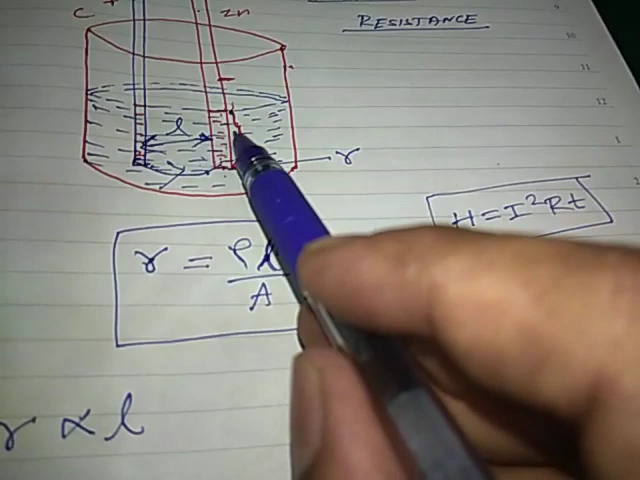 RESISTANCE
C +
Zn
l
r
H = I²Rt
r = ρl/A
r ∝ l